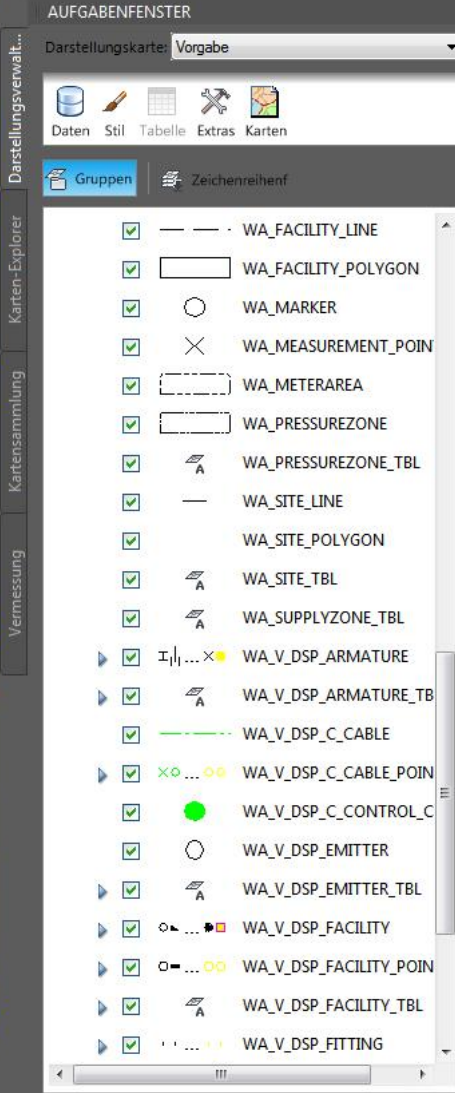 AUFGABENFENSTER
Darstellungskarte: Vorgabe
Daten Stil Tabelle Extras Karten
Gruppen Zeichenreihenf
Darstellungsverwalt...
Karten-Explorer
Kartensammlung
Vermessung
WA_FACILITY_LINE
WA_FACILITY_POLYGON
WA_MARKER
WA_MEASUREMENT_POIN
WA_METERAREA
WA_PRESSUREZONE
WA_PRESSUREZONE_TBL
WA_SITE_LINE
WA_SITE_POLYGON
WA_SITE_TBL
WA_SUPPLYZONE_TBL
WA_V_DSP_ARMATURE
WA_V_DSP_ARMATURE_TB
WA_V_DSP_C_CABLE
WA_V_DSP_C_CABLE_POIN
WA_V_DSP_C_CONTROL_C
WA_V_DSP_EMITTER
WA_V_DSP_EMITTER_TBL
WA_V_DSP_FACILITY
WA_V_DSP_FACILITY_POIN
WA_V_DSP_FACILITY_TBL
WA_V_DSP_FITTING